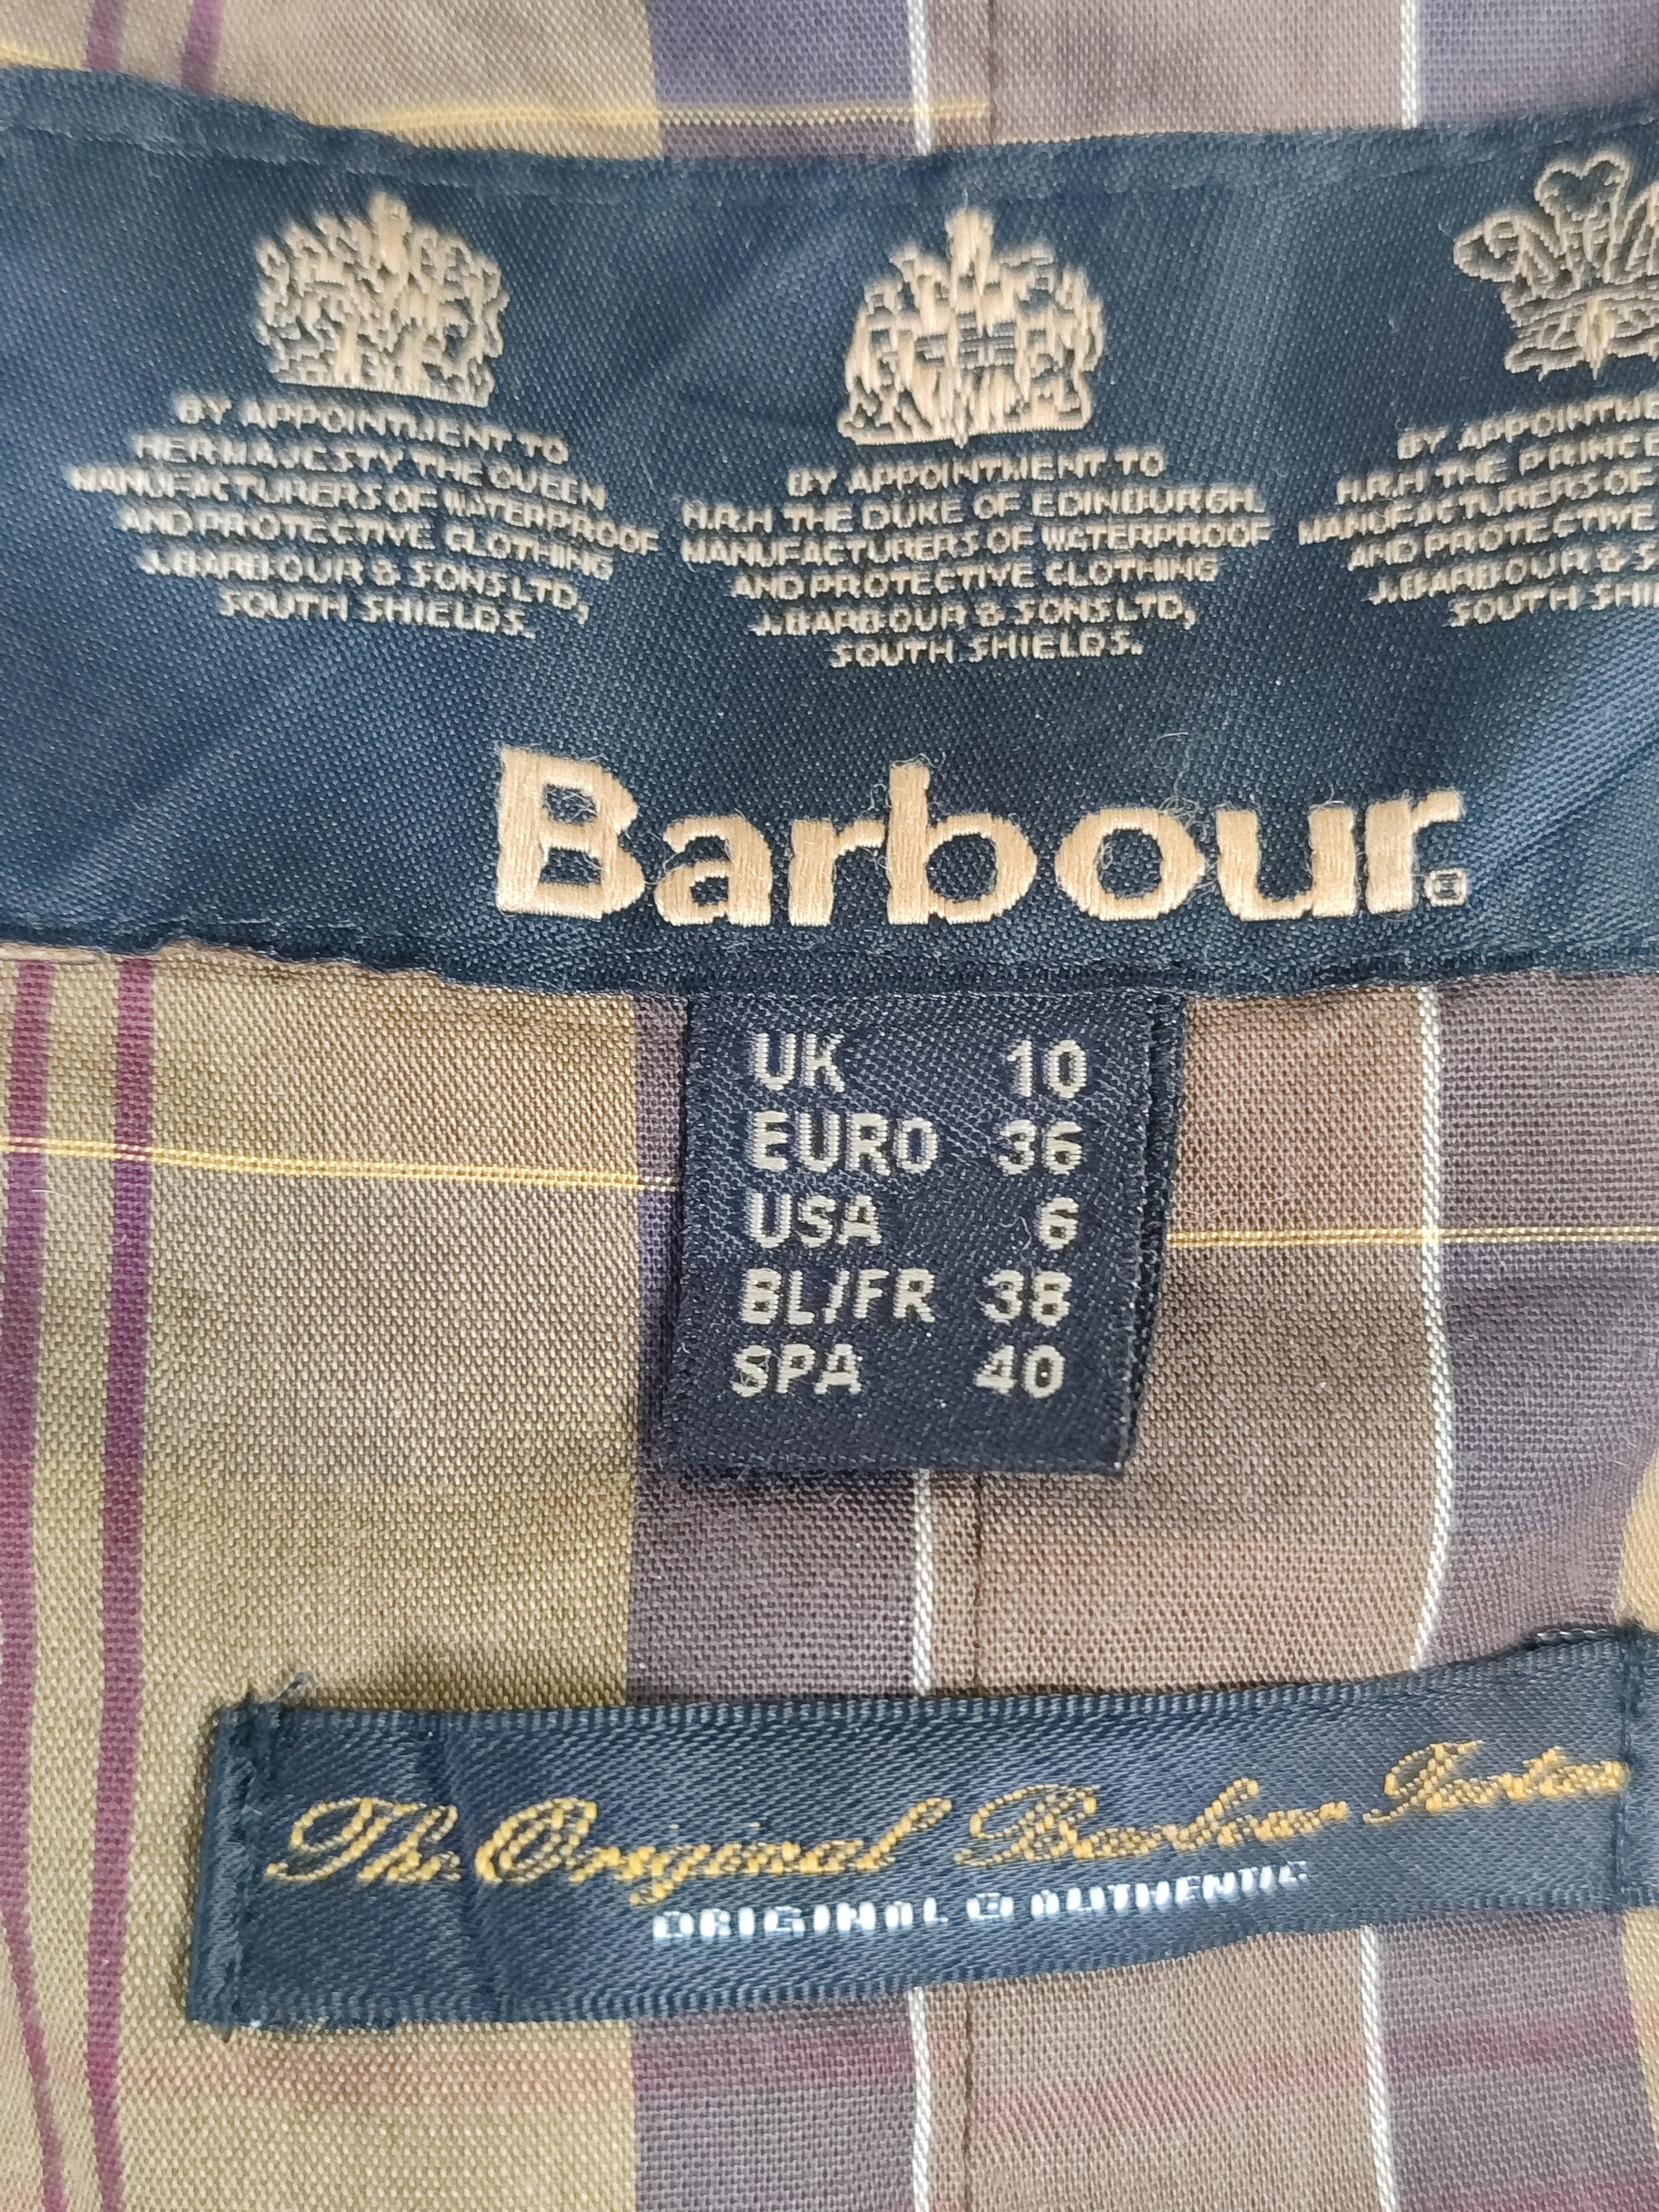 BY APPOINTMENT TO
HER MAJESTY THE QUEEN
MANUFACTURERS OF WATERPROOF
AND PROTECTIVE CLOTHING
J.BARBOUR & SONS LTD,
SOUTH SHIELDS.
BY APPOINTMENT TO
H.R.H THE DUKE OF EDINBURGH,
MANUFACTURERS OF WATERPROOF
AND PROTECTIVE CLOTHING
J.BARBOUR & SONS LTD,
SOUTH SHIELDS.
BY APPOINTME
H.R.H THE PRINCE
MANUFACTURERS OF
AND PROTECTIVE
J.BARBOUR & S
SOUTH SHIE
Barbour®
UK 10
EURO 36
USA 6
BL/FR 38
SPA 40
The Original Barbour Tartan
ORIGINAL & AUTHENTIC